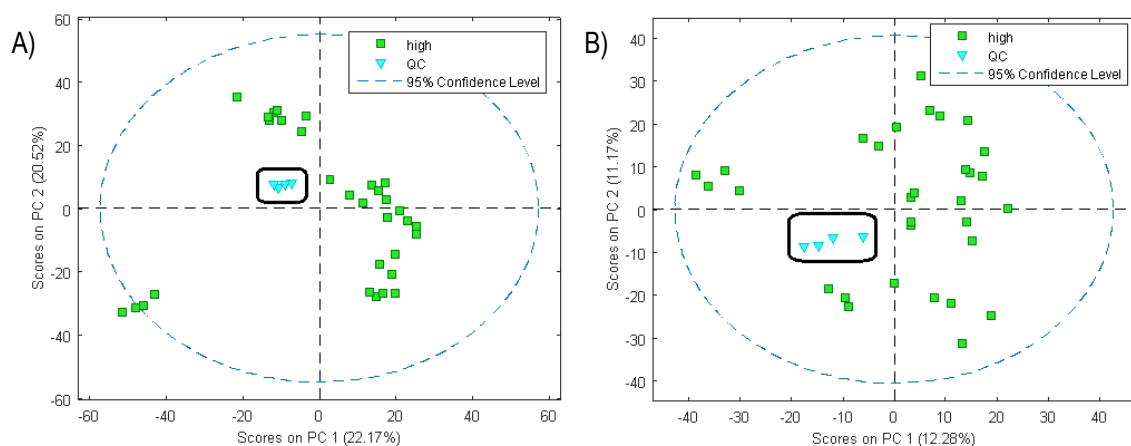 A)
60
40
20
0
-20
-40
-60
-60 -40 -20 0 20 40 60
Scores on PC 2 (20.52%)
Scores on PC 1 (22.17%)
high
QC
95% Confidence Level
B)
40
30
20
10
0
-10
-20
-30
-40
-40 -30 -20 -10 0 10 20 30 40
Scores on PC 2 (11.17%)
Scores on PC 1 (12.28%)
high
QC
95% Confidence Level